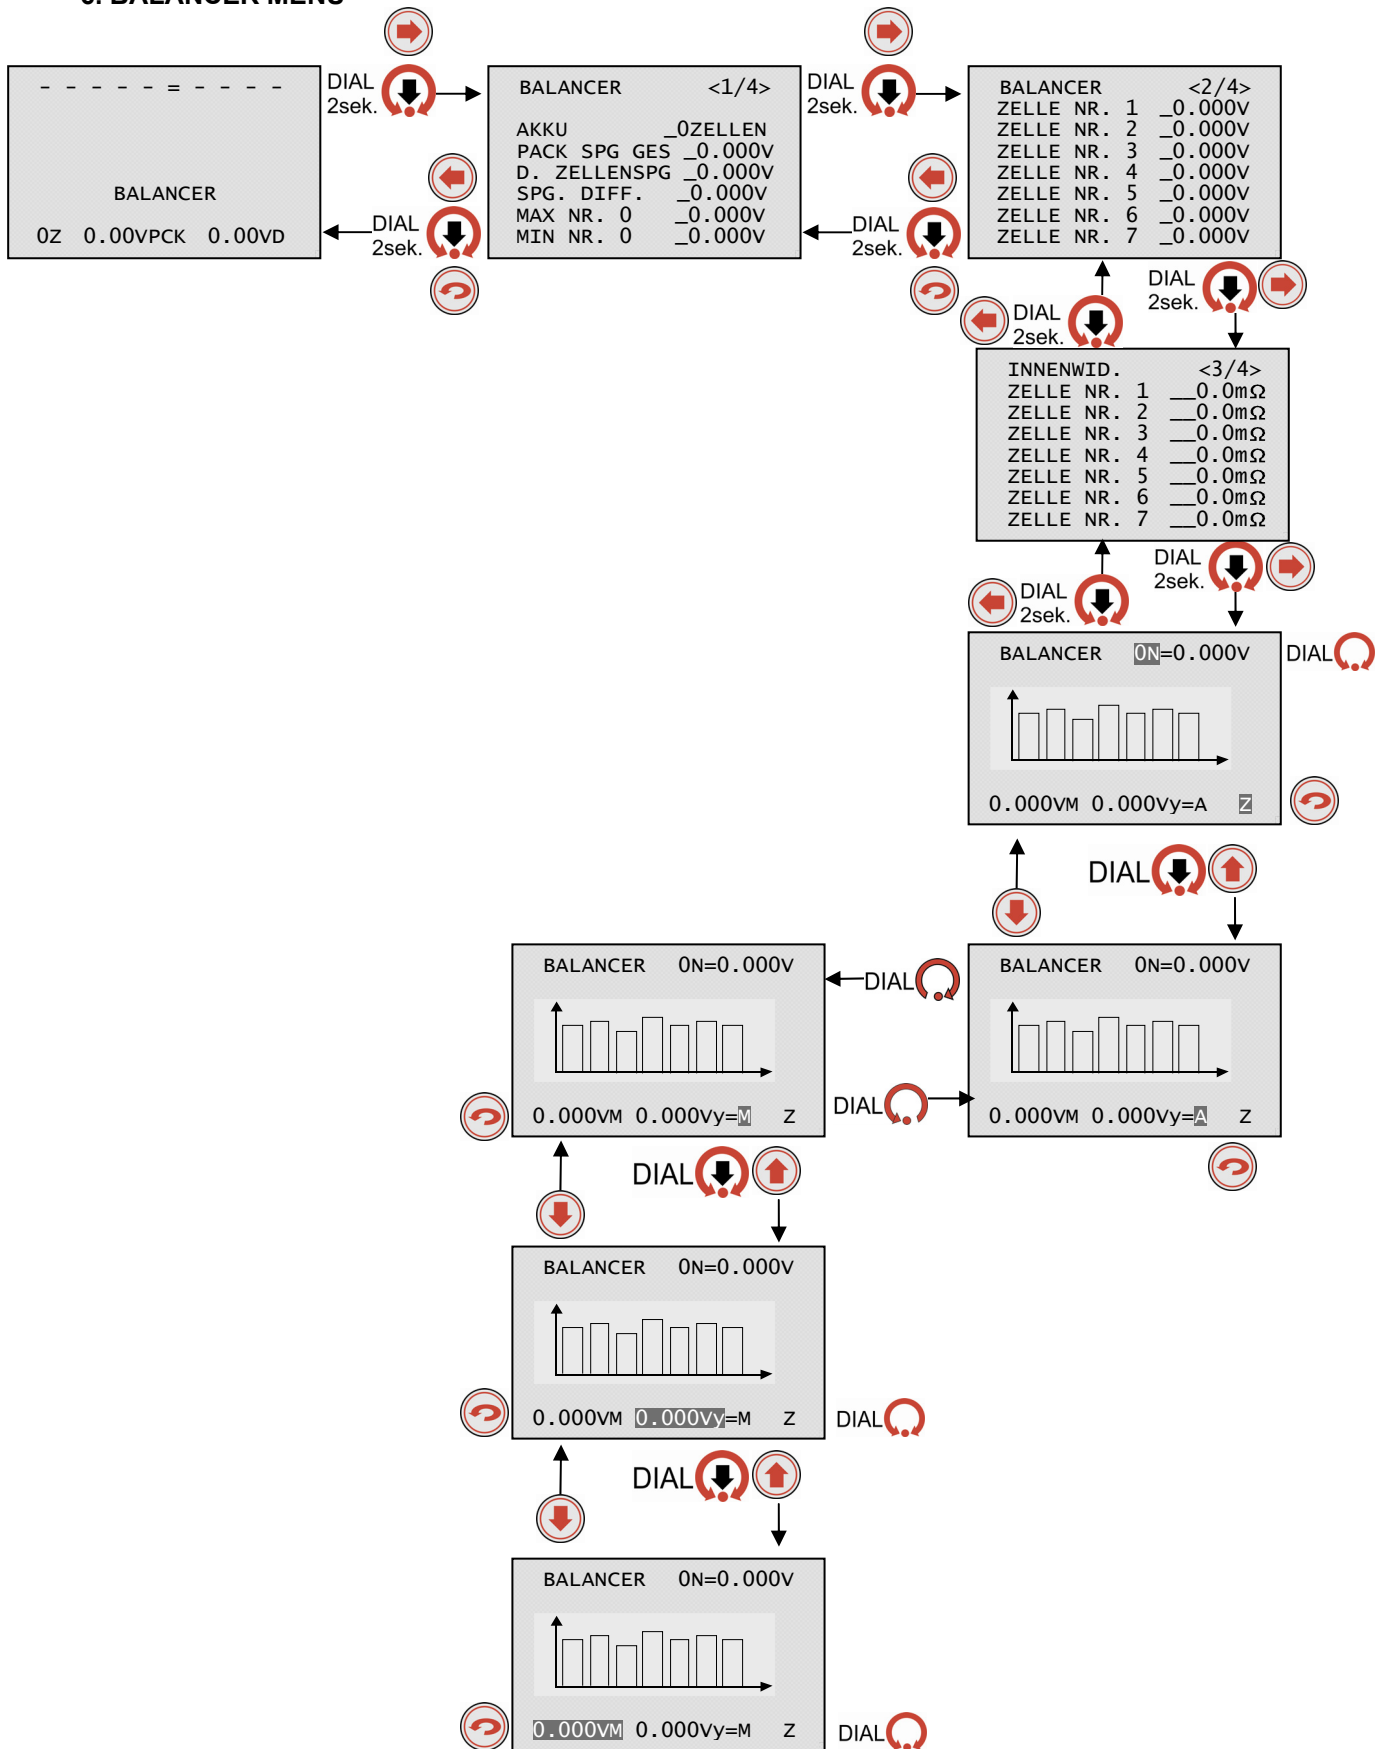 DIAL
2sek.
- - - - - = - - - -
BALANCER
0Z 0.00VPCK 0.00VD
DIAL
2sek.
BALANCER <1/4>
AKKU _0ZELLEN
PACK SPG GES _0.000V
D. ZELLENSPG _0.000V
SPG. DIFF. _0.000V
MAX NR. 0 _0.000V
MIN NR. 0 _0.000V
DIAL
2sek.
DIAL
2sek.
BALANCER <2/4>
ZELLE NR. 1 _0.000V
ZELLE NR. 2 _0.000V
ZELLE NR. 3 _0.000V
ZELLE NR. 4 _0.000V
ZELLE NR. 5 _0.000V
ZELLE NR. 6 _0.000V
ZELLE NR. 7 _0.000V
DIAL
2sek.
DIAL
2sek.
INNENWID. <3/4>
ZELLE NR. 1 __0.0mΩ
ZELLE NR. 2 __0.0mΩ
ZELLE NR. 3 __0.0mΩ
ZELLE NR. 4 __0.0mΩ
ZELLE NR. 5 __0.0mΩ
ZELLE NR. 6 __0.0mΩ
ZELLE NR. 7 __0.0mΩ
DIAL
2sek.
DIAL
2sek.
BALANCER 0N=0.000V
DIAL
0.000VM 0.000Vy=A Z
DIAL
BALANCER 0N=0.000V
DIAL
BALANCER 0N=0.000V
0.000VM 0.000Vy=M Z
DIAL
0.000VM 0.000Vy=A Z
DIAL
BALANCER 0N=0.000V
0.000VM 0.000Vy=M Z
DIAL
DIAL
BALANCER 0N=0.000V
0.000VM 0.000Vy=M Z
DIAL